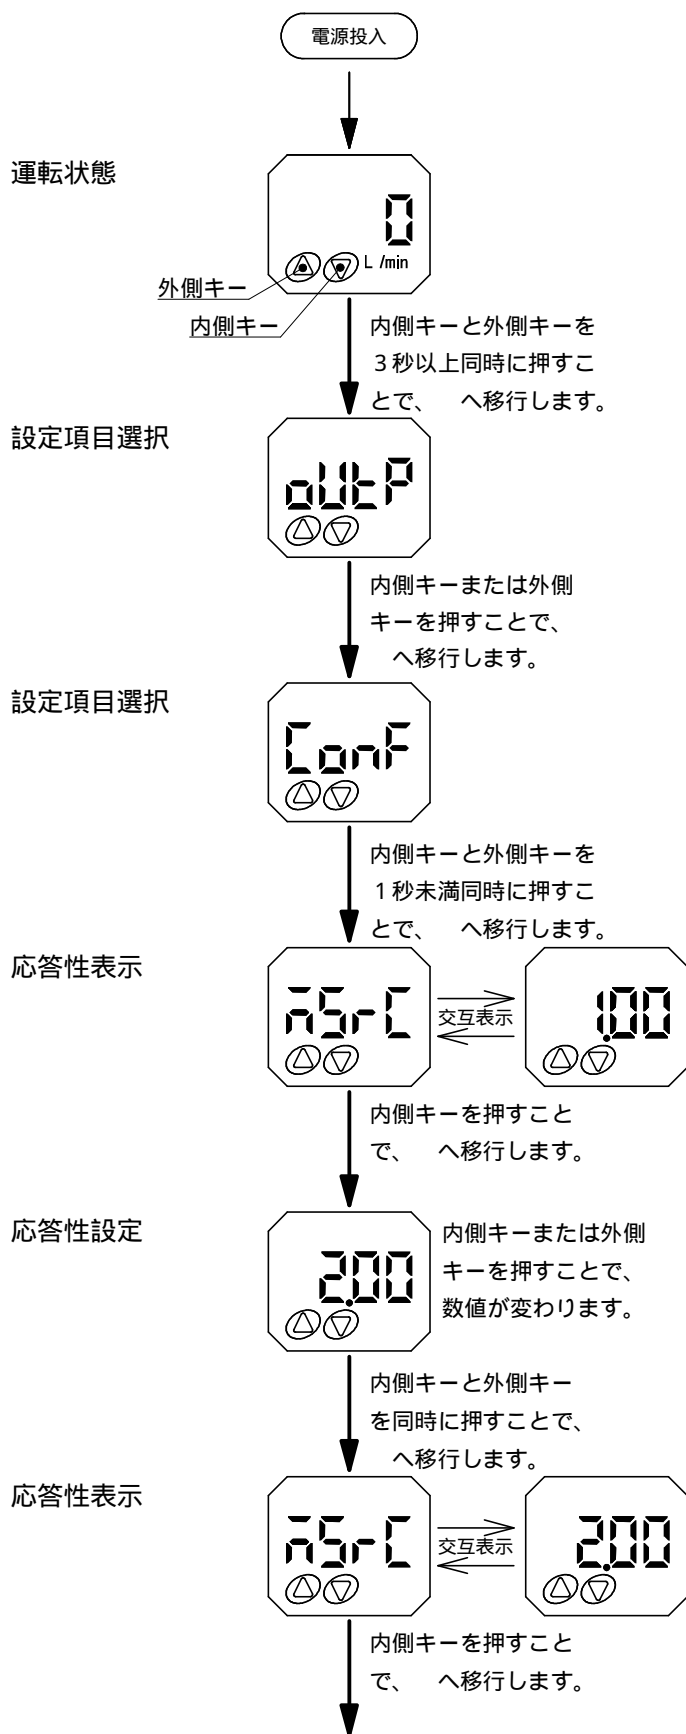 電源投入
運転状態
0
L /min
外側キー
内側キー
内側キーと外側キーを
３秒以上同時に押すこ
とで、　へ移行します。
設定項目選択
oUtP
内側キーまたは外側
キーを押すことで、
へ移行します。
設定項目選択
ConF
内側キーと外側キーを
１秒未満同時に押すこ
とで、　へ移行します。
応答性表示
ñSrC
交互表示
1.00
内側キーを押すこと
で、　へ移行します。
応答性設定
2.00
内側キーまたは外側
キーを押すことで、
数値が変わります。
内側キーと外側キー
を同時に押すことで、
へ移行します。
応答性表示
ñSrC
交互表示
2.00
内側キーを押すこと
で、　へ移行します。